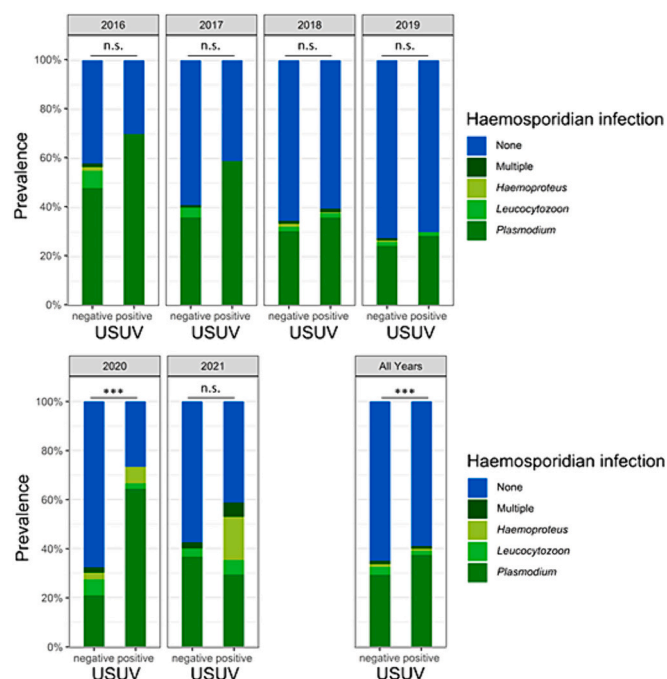 2016 2017 2018 2019
n.s. n.s. n.s. n.s.
Haemosporidian infection
None
Multiple
Haemoproteus
Leucocytozoon
Plasmodium
Prevalence
100%
80%
60%
40%
20%
0%
negative positive negative positive negative positive negative positive
USUV USUV USUV USUV
2020 2021 All Years
*** n.s. ***
Haemosporidian infection
None
Multiple
Haemoproteus
Leucocytozoon
Plasmodium
Prevalence
100%
80%
60%
40%
20%
0%
negative positive negative positive negative positive
USUV USUV USUV